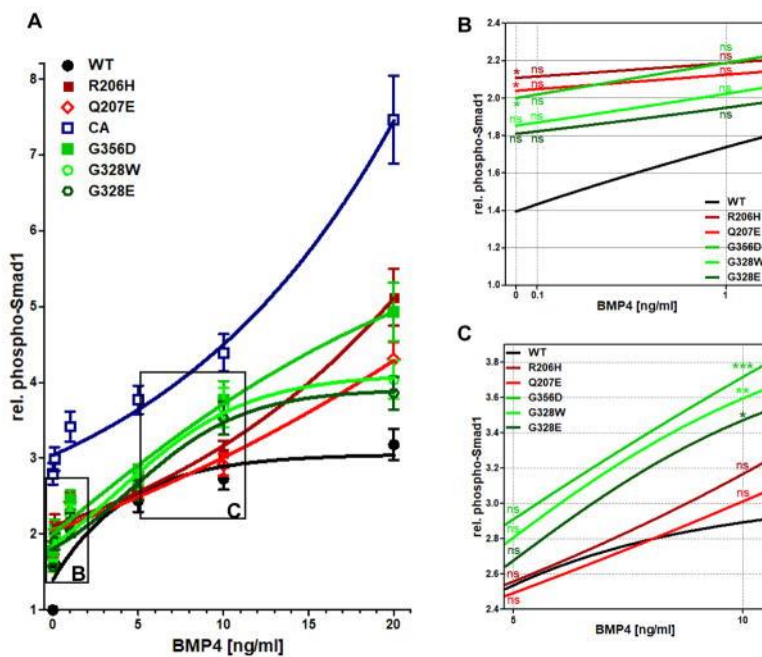 A
WT
R206H
Q207E
CA
G356D
G328W
G328E
8
7
6
5
4
3
2
1
rel. phospho-Smad1
B
C
0 5 10 15 20
BMP4 [ng/ml]
B
2.4
2.2
2.0
1.8
1.6
1.4
1.2
1.0
rel. phospho-Smad1
ns
ns
* ns ns
* ns
*
ns ns ns
ns ns ns
WT
R206H
Q207E
G356D
G328W
G328E
0 0.1 1
BMP4 [ng/ml]
C
WT
R206H
Q207E
G356D
G328W
G328E
3.8
3.6
3.4
3.2
3.0
2.8
2.6
2.4
rel. phospho-Smad1
***
**
*
ns
ns
ns
ns
ns
ns
ns
5 10
BMP4 [ng/ml]